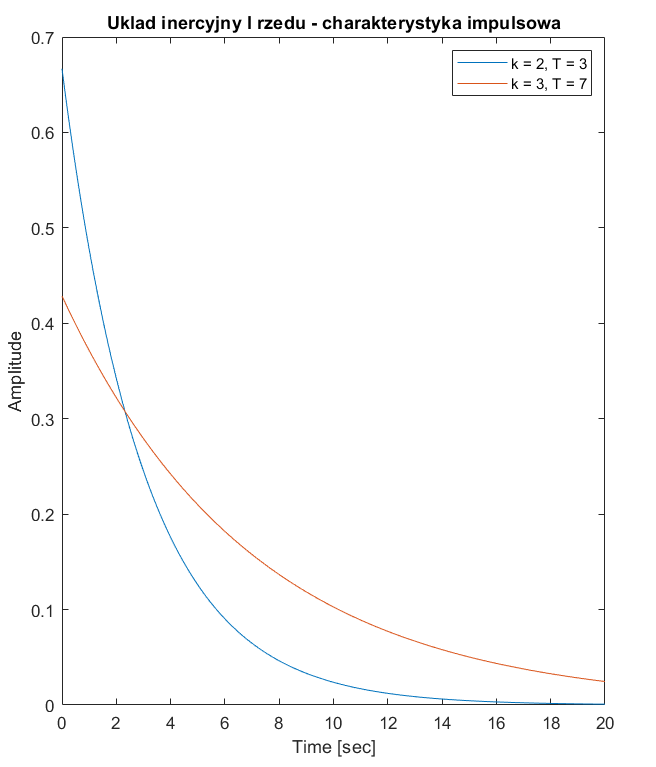 Uklad inercyjny I rzedu - charakterystyka impulsowa
k = 2, T = 3
k = 3, T = 7
0.7
0.6
0.5
0.4
0.3
0.2
0.1
0
Amplitude
0 2 4 6 8 10 12 14 16 18 20
Time [sec]